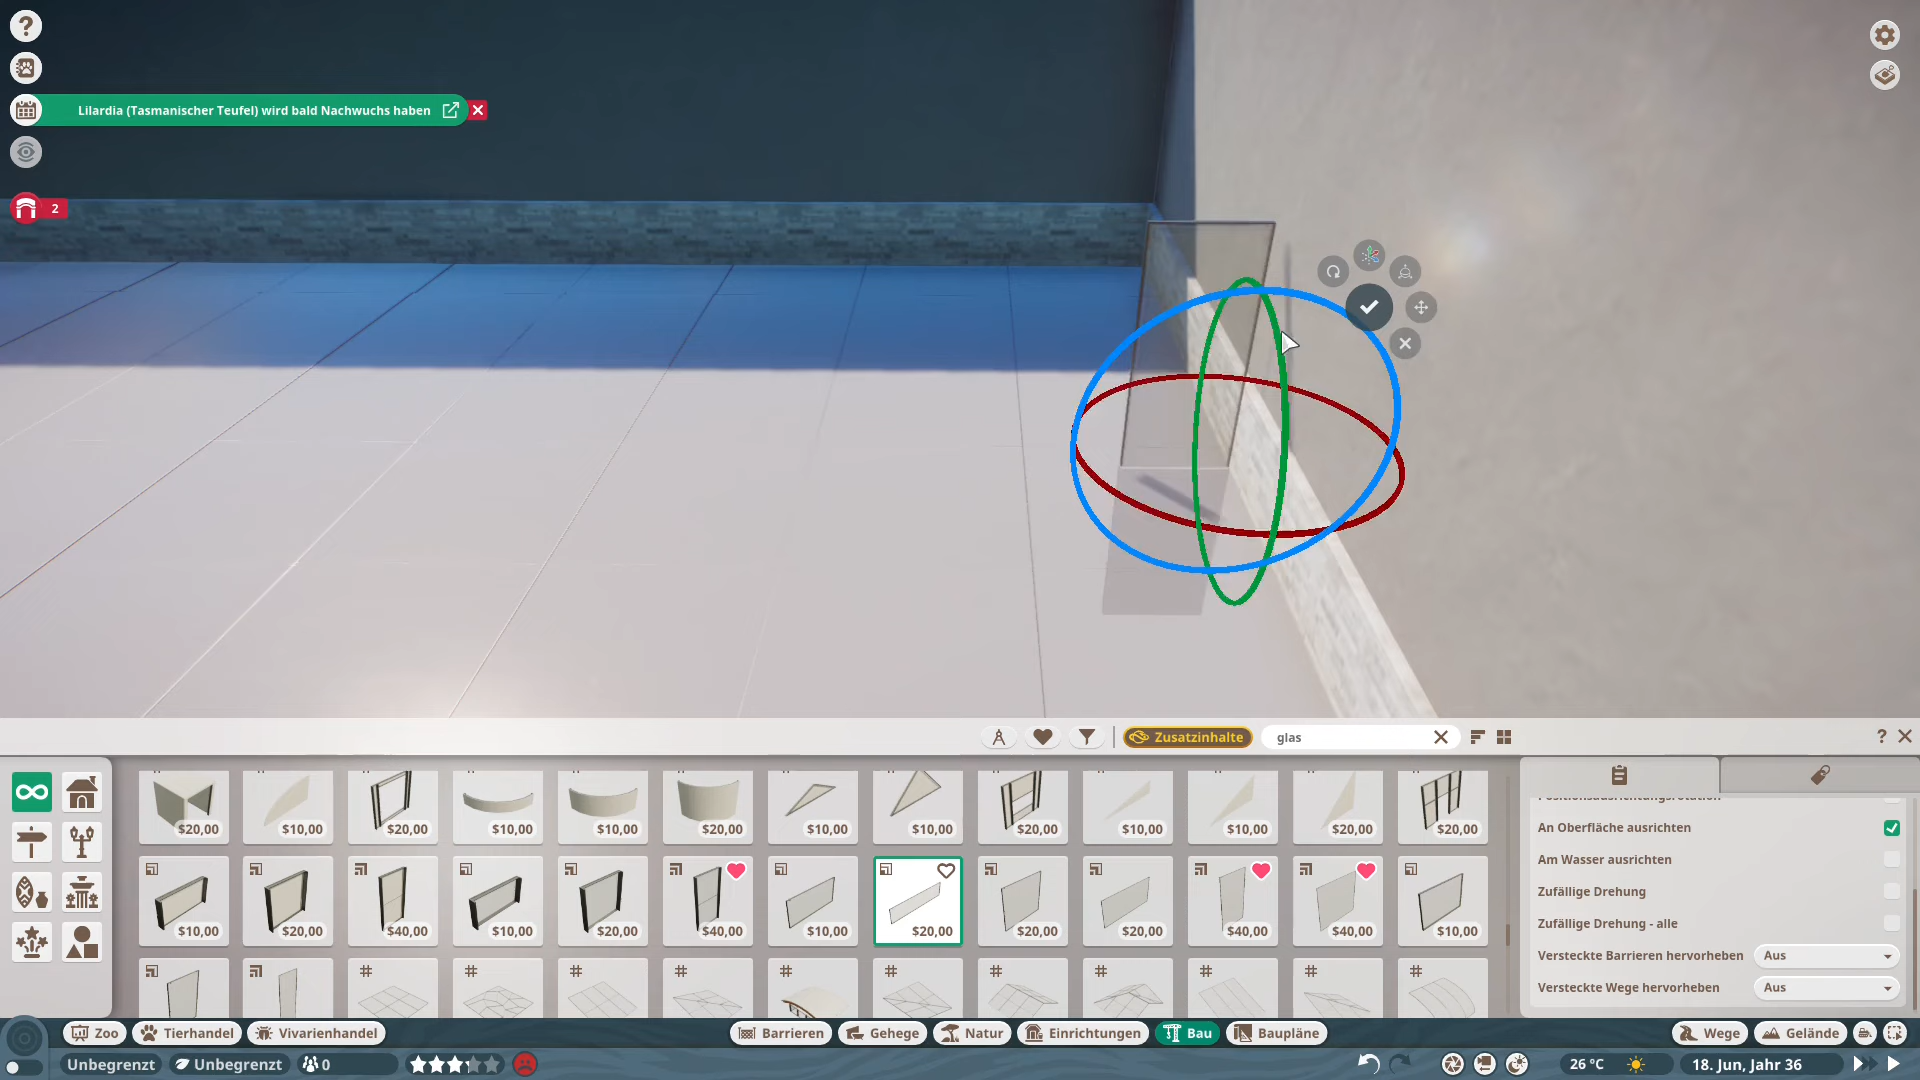 ?
Lilardia (Tasmanischer Teufel) wird bald Nachwuchs haben
2
Zusatzinhalte
glas
?
$20,00 $10,00 $20,00 $10,00 $10,00 $20,00 $10,00 $10,00 $20,00 $10,00 $10,00 $20,00 $20,00
$10,00 $20,00 $40,00 $10,00 $20,00 $40,00 $10,00 $20,00 $20,00 $20,00 $40,00 $40,00 $10,00
Positionsausrichtungsrotation
An Oberfläche ausrichten
Am Wasser ausrichten
Zufällige Drehung
Zufällige Drehung - alle
Versteckte Barrieren hervorheben Aus
Versteckte Wege hervorheben Aus
Zoo Tierhandel Vivarienhandel Barrieren Gehege Natur Einrichtungen Bau Baupläne Wege Gelände
Unbegrenzt Unbegrenzt 0 26 °C 18. Jun, Jahr 36